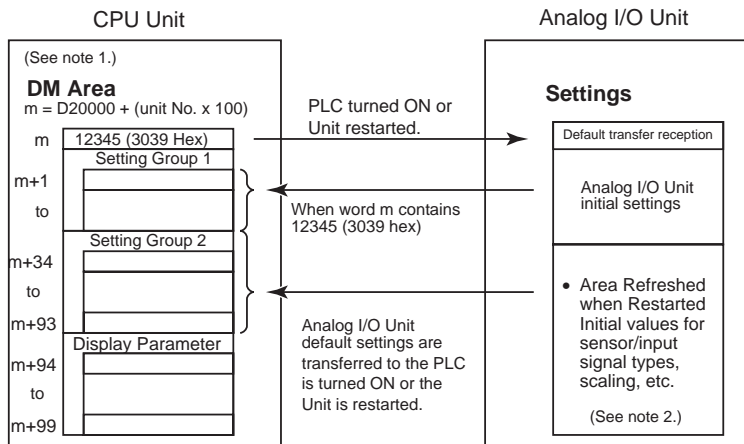 CPU Unit
Analog I/O Unit
(See note 1.)
DM Area
m = D20000 + (unit No. x 100)
m
12345 (3039 Hex)
Setting Group 1
m+1
to
Setting Group 2
m+34
to
m+93
Display Parameter
m+94
to
m+99
PLC turned ON or
Unit restarted.
When word m contains
12345 (3039 hex)
Analog I/O Unit
default settings are
transferred to the PLC
is turned ON or the
Unit is restarted.
Settings
Default transfer reception
Analog I/O Unit
initial settings
• Area Refreshed
when Restarted
Initial values for
sensor/input
signal types,
scaling, etc.
(See note 2.)